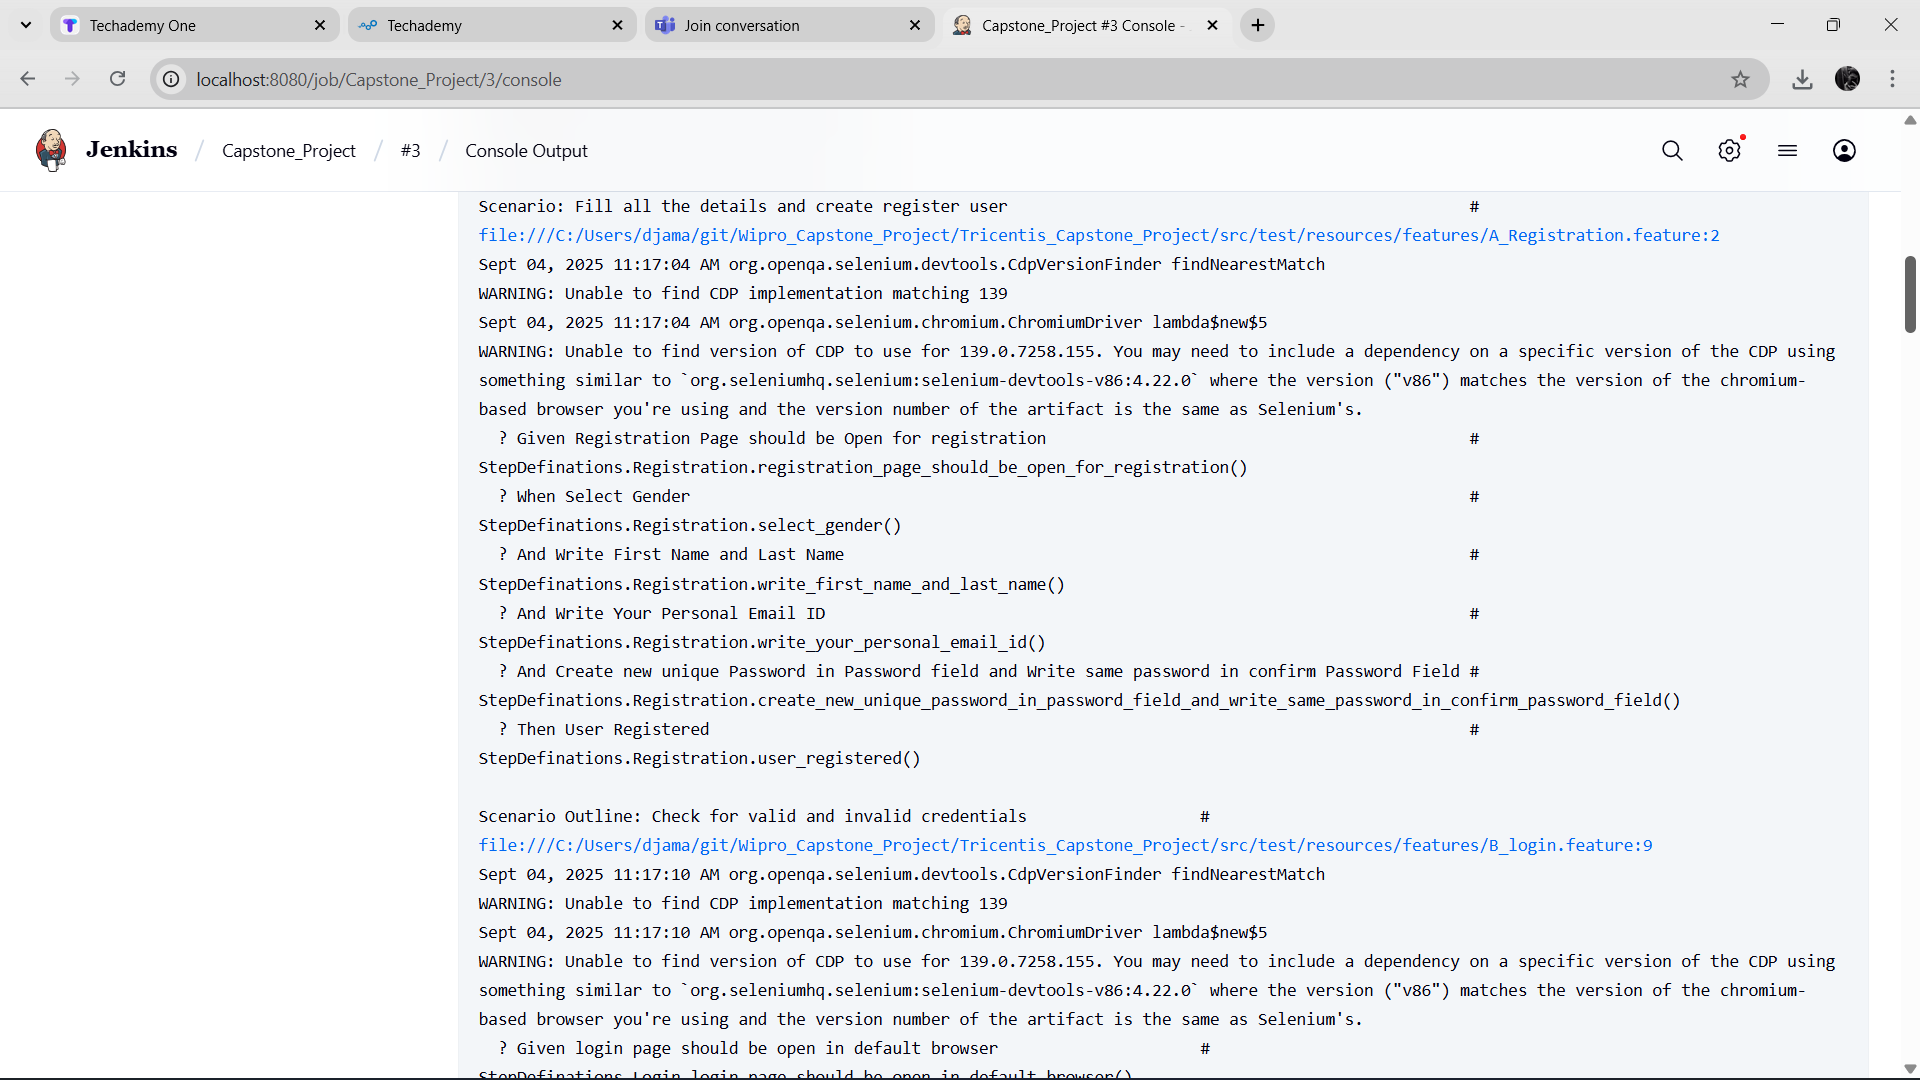 Techademy One
Techademy
Join conversation
Capstone_Project #3 Console -
localhost:8080/job/Capstone_Project/3/console
Jenkins / Capstone_Project / #3 / Console Output
Scenario: Fill all the details and create register user #
file:///C:/Users/djama/git/Wipro_Capstone_Project/Tricentis_Capstone_Project/src/test/resources/features/A_Registration.feature:2
Sept 04, 2025 11:17:04 AM org.openqa.selenium.devtools.CdpVersionFinder findNearestMatch
WARNING: Unable to find CDP implementation matching 139
Sept 04, 2025 11:17:04 AM org.openqa.selenium.chromium.ChromiumDriver lambda$new$5
WARNING: Unable to find version of CDP to use for 139.0.7258.155. You may need to include a dependency on a specific version of the CDP using
something similar to `org.seleniumhq.selenium:selenium-devtools-v86:4.22.0` where the version ("v86") matches the version of the chromium-
based browser you're using and the version number of the artifact is the same as Selenium's.
? Given Registration Page should be Open for registration #
StepDefinations.Registration.registration_page_should_be_open_for_registration()
? When Select Gender #
StepDefinations.Registration.select_gender()
? And Write First Name and Last Name #
StepDefinations.Registration.write_first_name_and_last_name()
? And Write Your Personal Email ID #
StepDefinations.Registration.write_your_personal_email_id()
? And Create new unique Password in Password field and Write same password in confirm Password Field #
StepDefinations.Registration.create_new_unique_password_in_password_field_and_write_same_password_in_confirm_password_field()
? Then User Registered #
StepDefinations.Registration.user_registered()
Scenario Outline: Check for valid and invalid credentials #
file:///C:/Users/djama/git/Wipro_Capstone_Project/Tricentis_Capstone_Project/src/test/resources/features/B_login.feature:9
Sept 04, 2025 11:17:10 AM org.openqa.selenium.devtools.CdpVersionFinder findNearestMatch
WARNING: Unable to find CDP implementation matching 139
Sept 04, 2025 11:17:10 AM org.openqa.selenium.chromium.ChromiumDriver lambda$new$5
WARNING: Unable to find version of CDP to use for 139.0.7258.155. You may need to include a dependency on a specific version of the CDP using
something similar to `org.seleniumhq.selenium:selenium-devtools-v86:4.22.0` where the version ("v86") matches the version of the chromium-
based browser you're using and the version number of the artifact is the same as Selenium's.
? Given login page should be open in default browser #
StepDefinations.Login.login_page_should_be_open_in_default_browser()